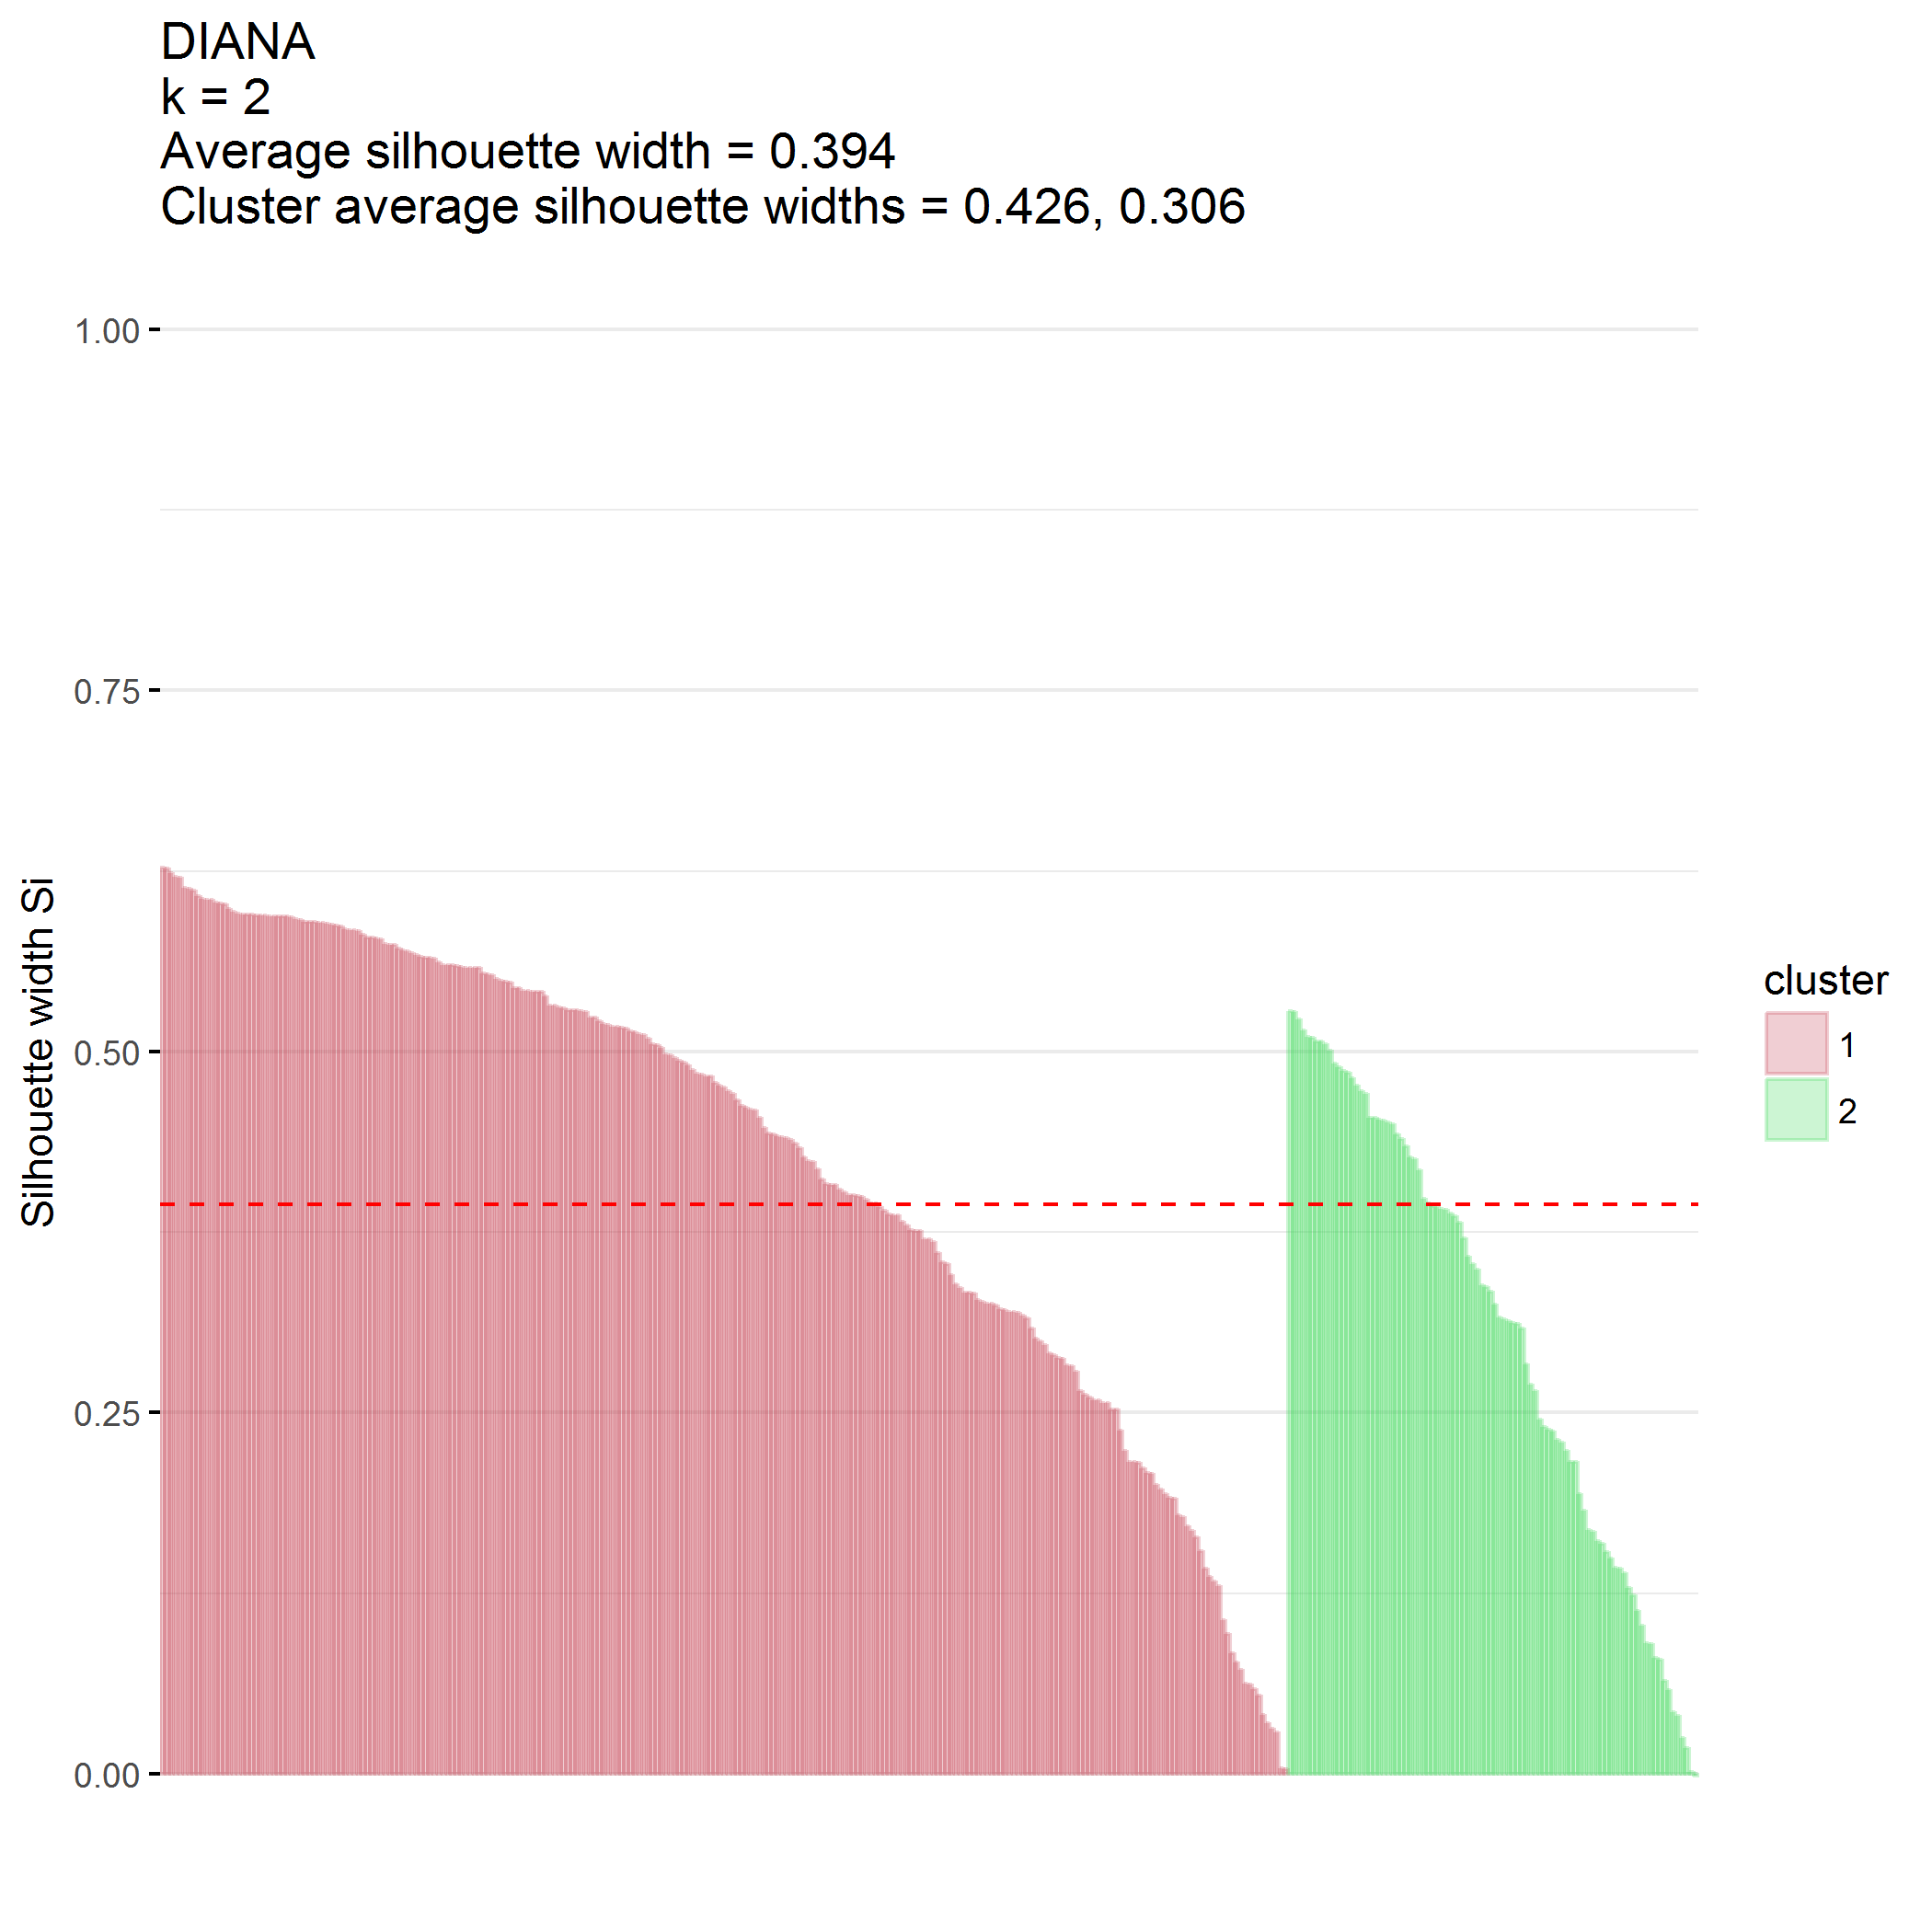 DIANA
k = 2
Average silhouette width = 0.394
Cluster average silhouette widths = 0.426, 0.306
1.00
0.75
0.50
0.25
0.00
Silhouette width Si
cluster
1
2